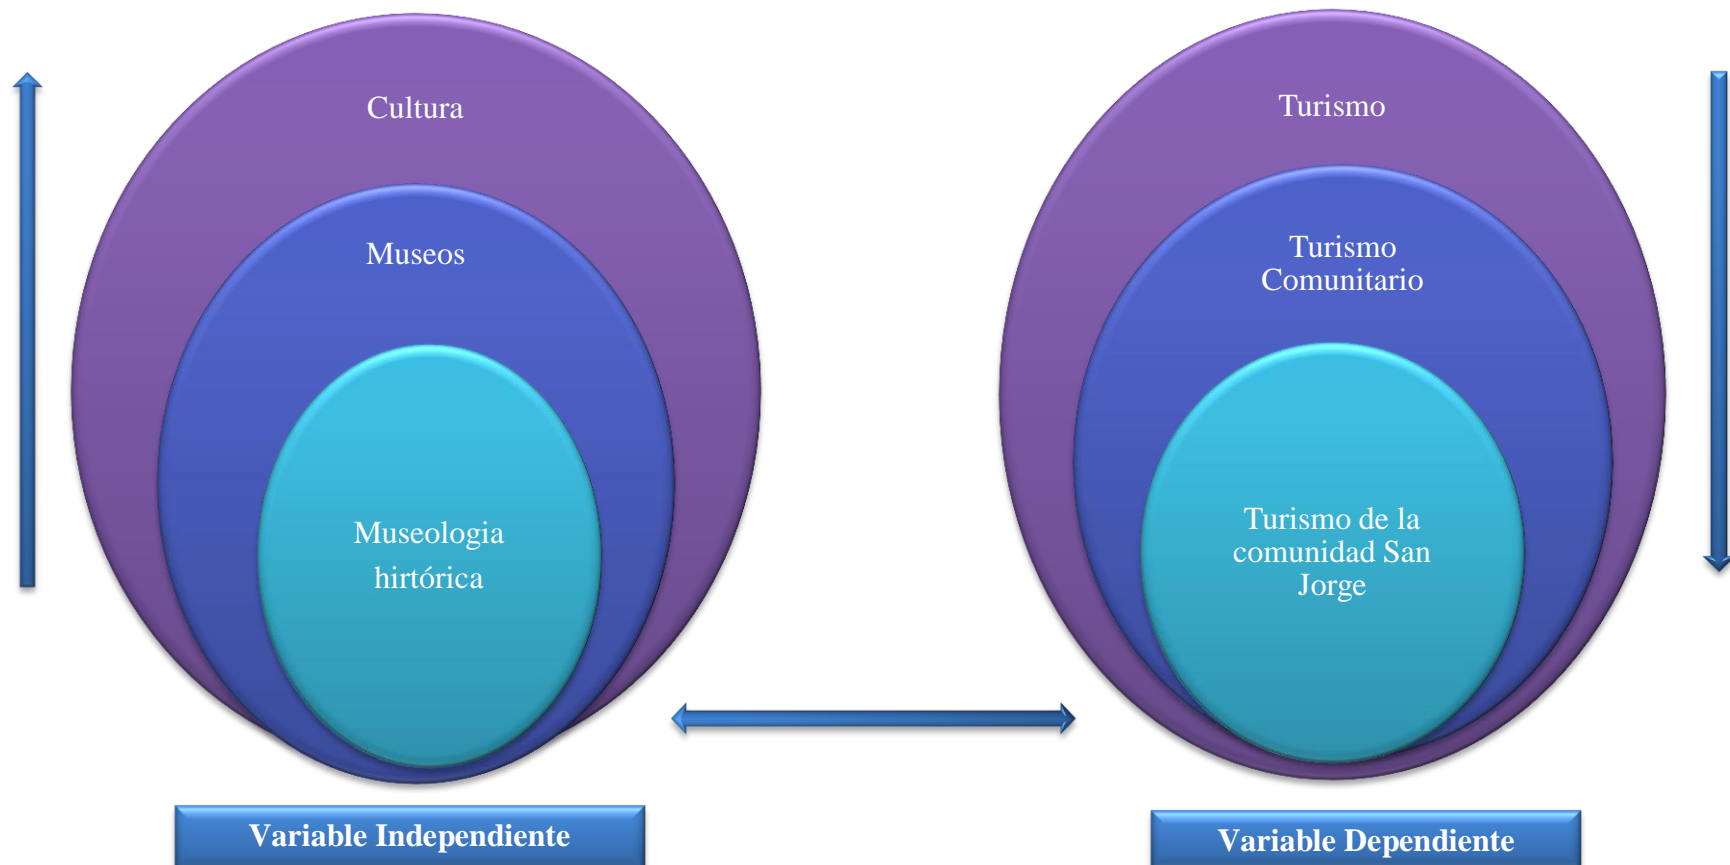 Cultura
Museos
Museologia
hirtórica
Variable Independiente
Turismo
Turismo
Comunitario
Turismo de la
comunidad San
Jorge
Variable Dependiente